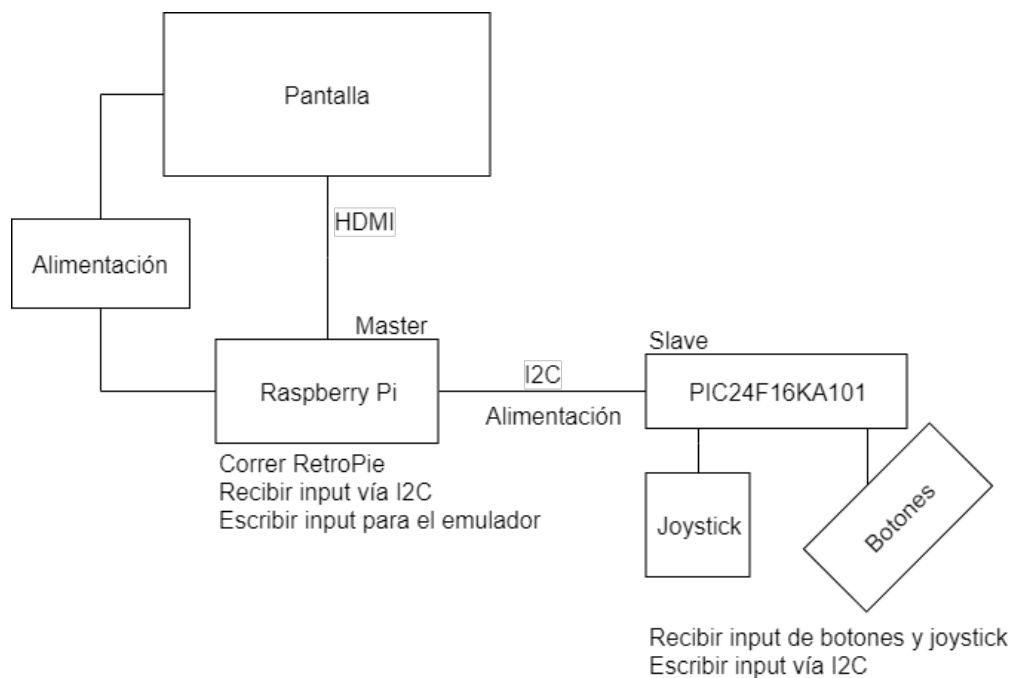 Pantalla
HDMI
Alimentación
Master
Raspberry Pi
Correr RetroPie
Recibir input vía I2C
Escribir input para el emulador
I2C
Alimentación
Slave
PIC24F16KA101
Joystick
Botones
Recibir input de botones y joystick
Escribir input vía I2C